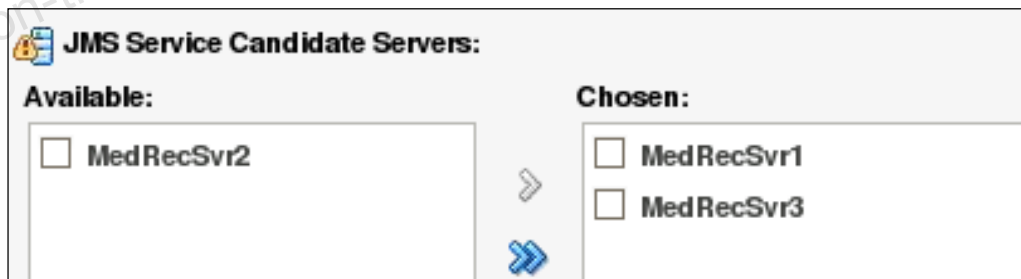 JMS Service Candidate Servers:
Available:
Chosen:
MedRecSvr2
MedRecSvr1
MedRecSvr3